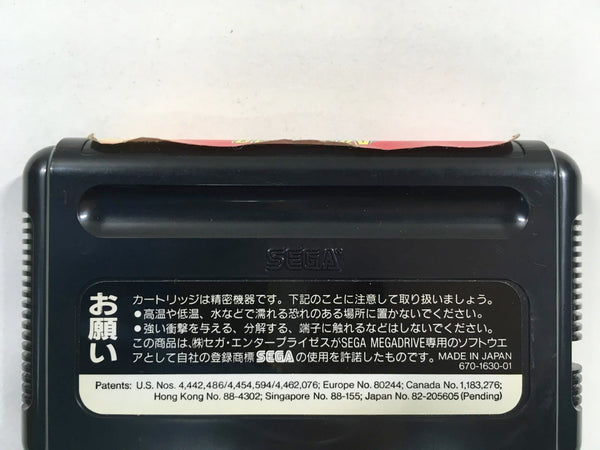 SEGA
お願い
カートリッジは精密機器です。下記のことに注意して取り扱いましょう。
●高温や低温、水などで濡れる恐れのある場所に置かないでください。
●強い衝撃を与える、分解する、端子に触れるなどはしないでください。
この商品は、㈱セガ・エンタープライゼスがSEGA MEGADRIVE専用のソフトウエ
アとして自社の登録商標SEGAの使用を許諾したものです。 MADE IN JAPAN
670-1630-01
Patents: U.S. Nos. 4,442,486/4,454,594/4,462,076; Europe No. 80244; Canada No. 1,183,276;
Hong Kong No. 88-4302; Singapore No. 88-155; Japan No. 82-205605 (Pending)